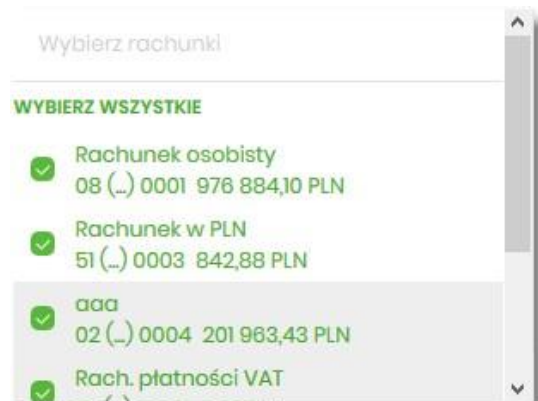 Wybierz rachunki
WYBIERZ WSZYSTKIE
Rachunek osobisty
08 (...) 0001 976 884,10 PLN
Rachunek w PLN
51 (...) 0003 842,88 PLN
aaa
02 (...) 0004 201 963,43 PLN
Rach. płatności VAT